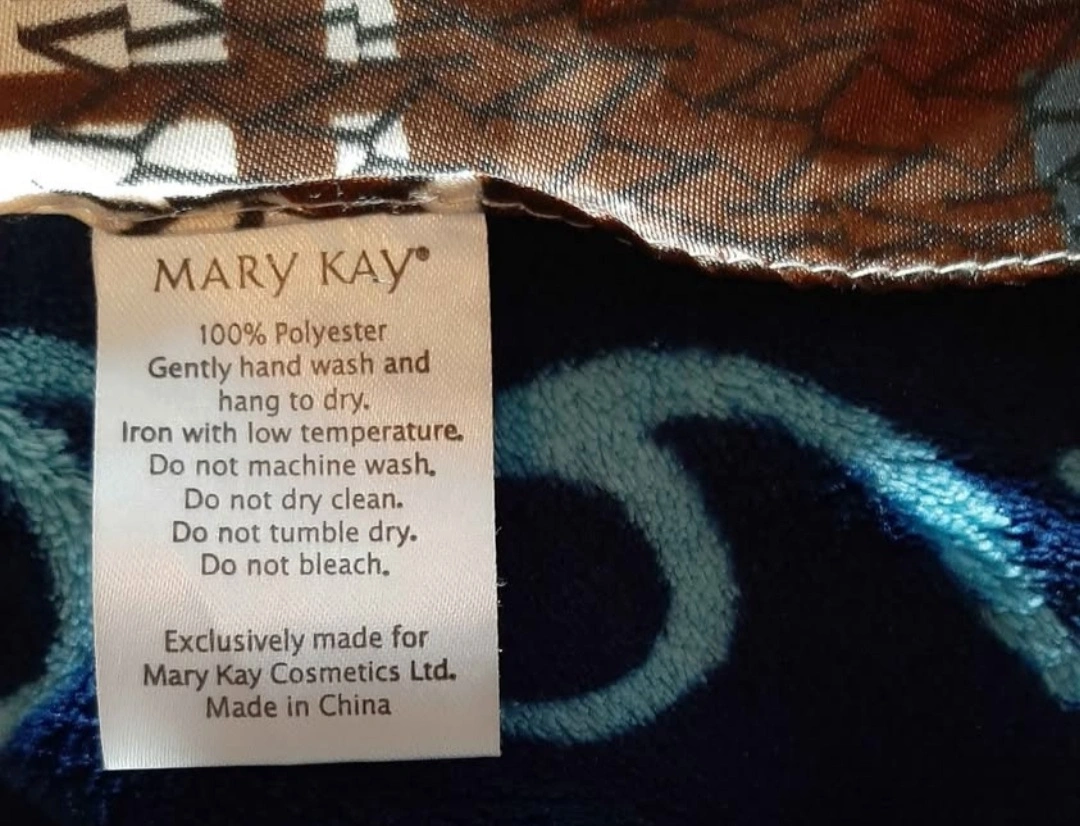 MARY KAY®
100% Polyester
Gently hand wash and
hang to dry.
Iron with low temperature.
Do not machine wash.
Do not dry clean.
Do not tumble dry.
Do not bleach.
Exclusively made for
Mary Kay Cosmetics Ltd.
Made in China